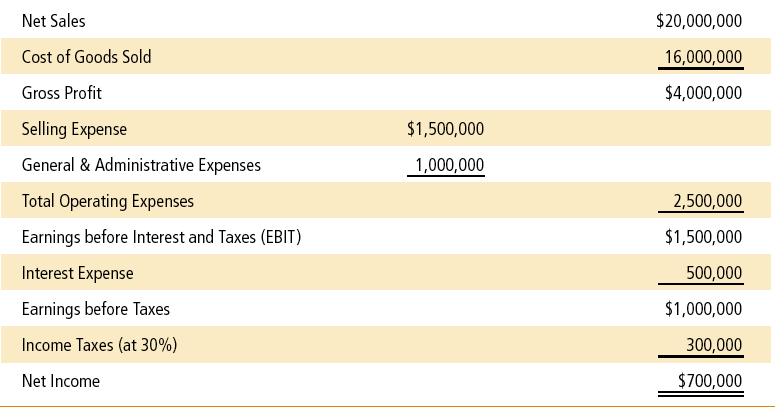 Net Sales $20,000,000
Cost of Goods Sold 16,000,000
Gross Profit $4,000,000
Selling Expense $1,500,000
General & Administrative Expenses 1,000,000
Total Operating Expenses 2,500,000
Earnings before Interest and Taxes (EBIT) $1,500,000
Interest Expense 500,000
Earnings before Taxes $1,000,000
Income Taxes (at 30%) 300,000
Net Income $700,000